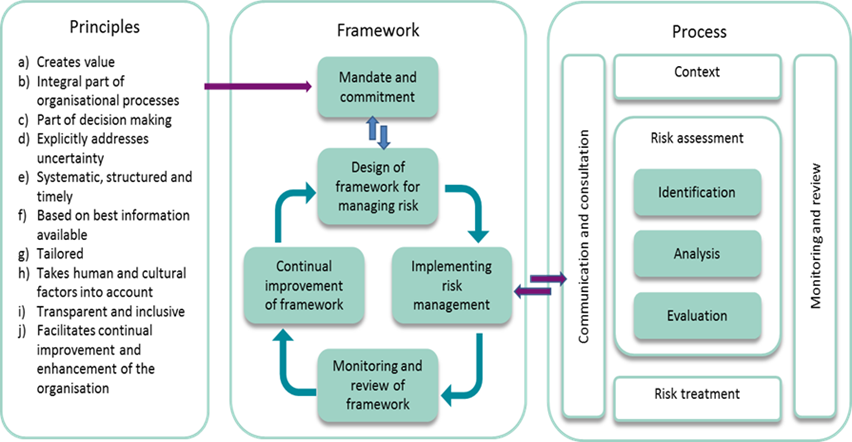 Principles
a) Creates value
b) Integral part of
organisational processes
c) Part of decision making
d) Explicitly addresses
uncertainty
e) Systematic, structured and
timely
f) Based on best information
available
g) Tailored
h) Takes human and cultural
factors into account
i) Transparent and inclusive
j) Facilitates continual
improvement and
enhancement of the
organisation
Framework
Mandate and
commitment
Design of
framework for
managing risk
Continual
improvement
of framework
Implementing
risk
management
Monitoring and
review of
framework
Process
Communication and consultation
Context
Risk assessment
Identification
Analysis
Evaluation
Risk treatment
Monitoring and review